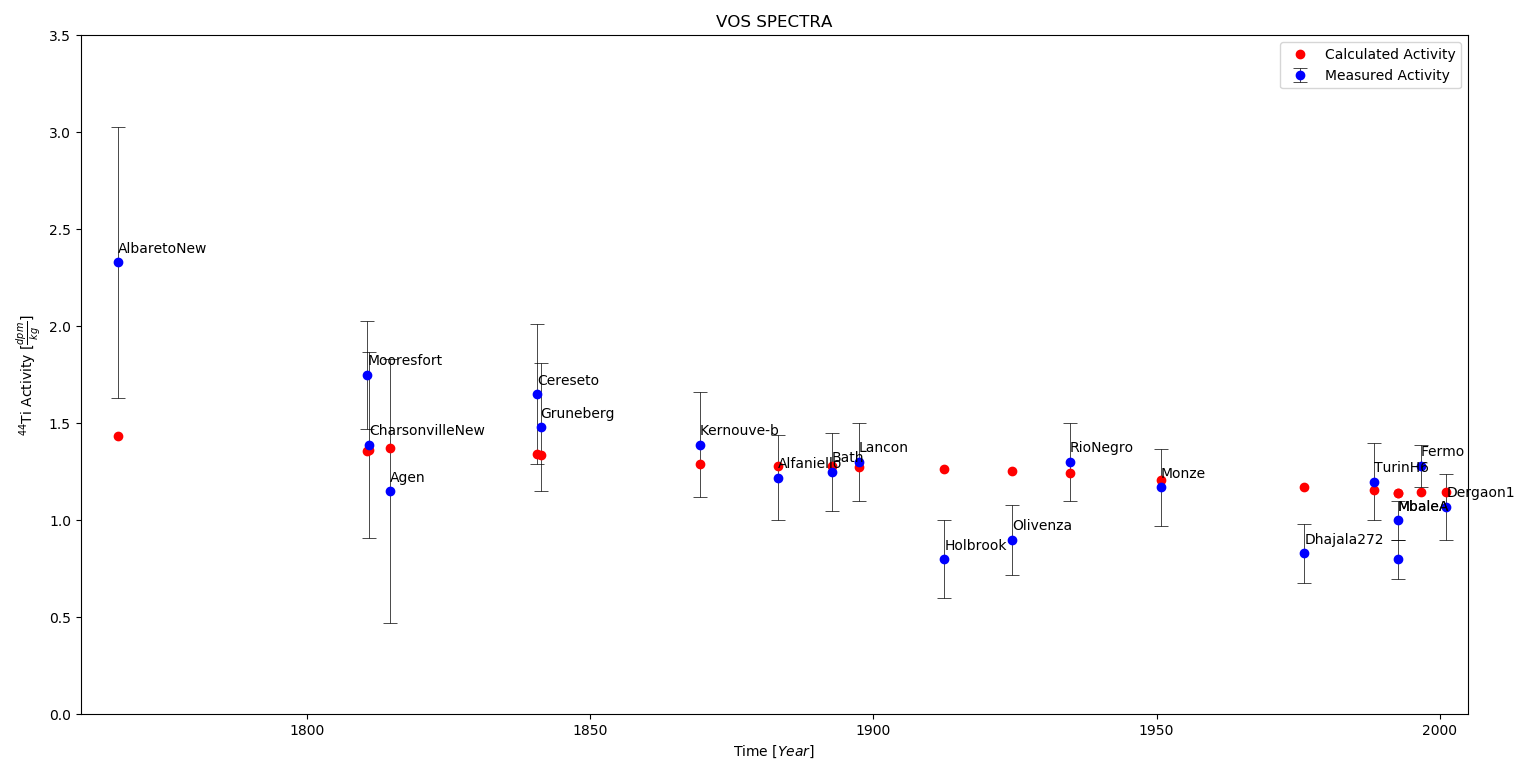 VOS SPECTRA
3.5
3.0
2.5
2.0
1.5
1.0
0.5
0.0
44Ti Activity [dpm/kg]
Calculated Activity
Measured Activity
AlbaretoNew
Mooresfort
CharsonvilleNew
Agen
Cereseto
Gruneberg
Kernouve-b
Alfaniello
Bath
Lancon
Holbrook
Olivenza
RioNegro
Monze
Dhajala272
TurinH6
Fermo
MbaleA
Dergaon1
1800
1850
1900
1950
2000
Time [Year]